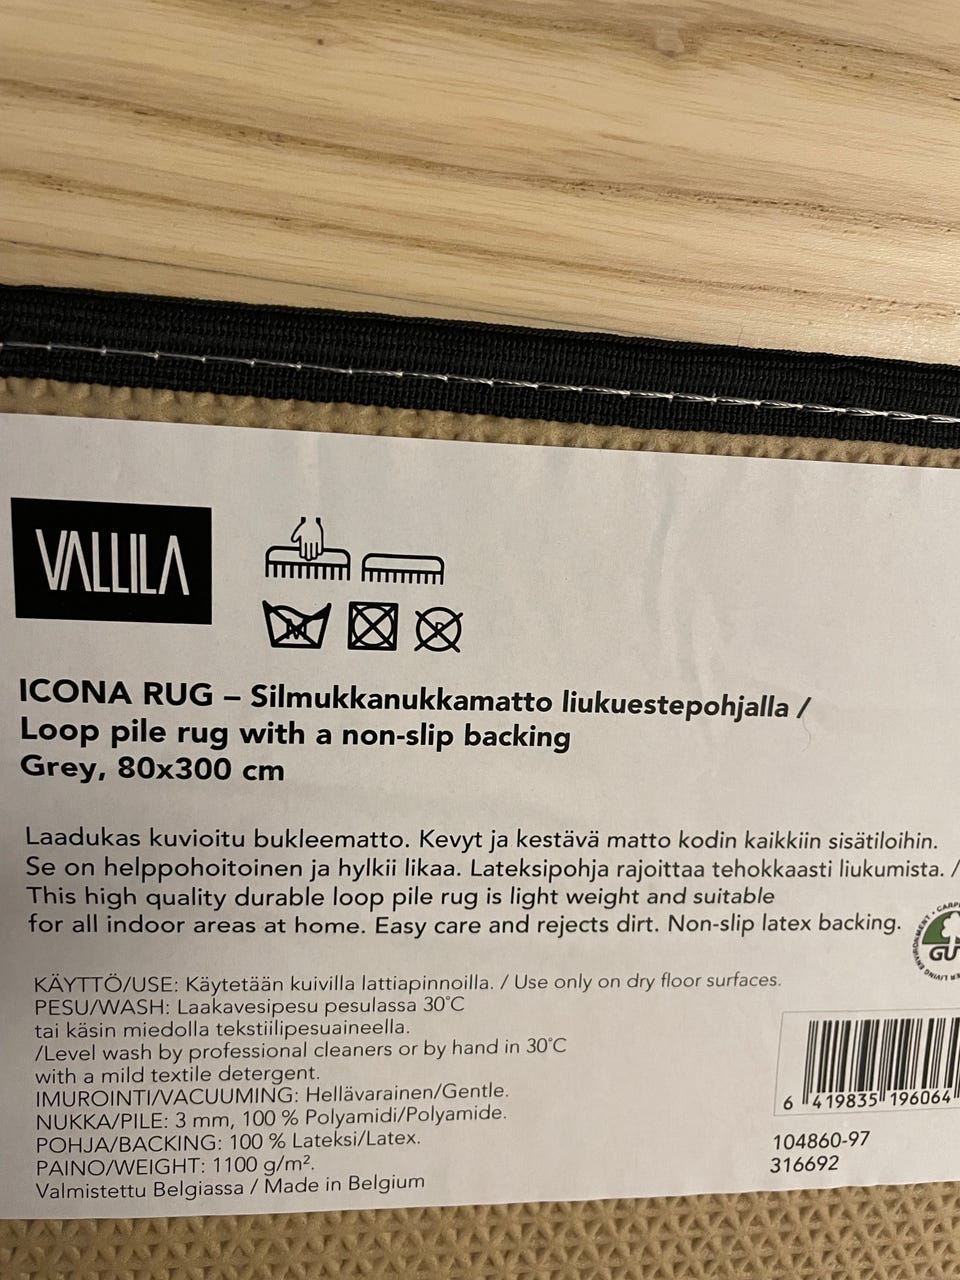 VALLILA
ICONA RUG – Silmukkanukkamatto liukuestepohjalla /
Loop pile rug with a non-slip backing
Grey, 80x300 cm
Laadukas kuvioitu bukleematto. Kevyt ja kestävä matto kodin kaikkiin sisätiloihin.
Se on helppohoitoinen ja hylkii likaa. Lateksipohja rajoittaa tehokkaasti liukumista. /
This high quality durable loop pile rug is light weight and suitable
for all indoor areas at home. Easy care and rejects dirt. Non-slip latex backing.
GU
KÄYTTÖ/USE: Käytetään kuivilla lattiapinnoilla. / Use only on dry floor surfaces.
PESU/WASH: Laakavesipesu pesulassa 30°C
tai käsin miedolla tekstiilipesuaineella.
/Level wash by professional cleaners or by hand in 30°C
with a mild textile detergent.
IMUROINTI/VACUUMING: Hellävarainen/Gentle.
NUKKA/PILE: 3 mm, 100 % Polyamidi/Polyamide.
POHJA/BACKING: 100 % Lateksi/Latex.
PAINO/WEIGHT: 1100 g/m².
Valmistettu Belgiassa / Made in Belgium
6 419835 196064
104860-97
316692